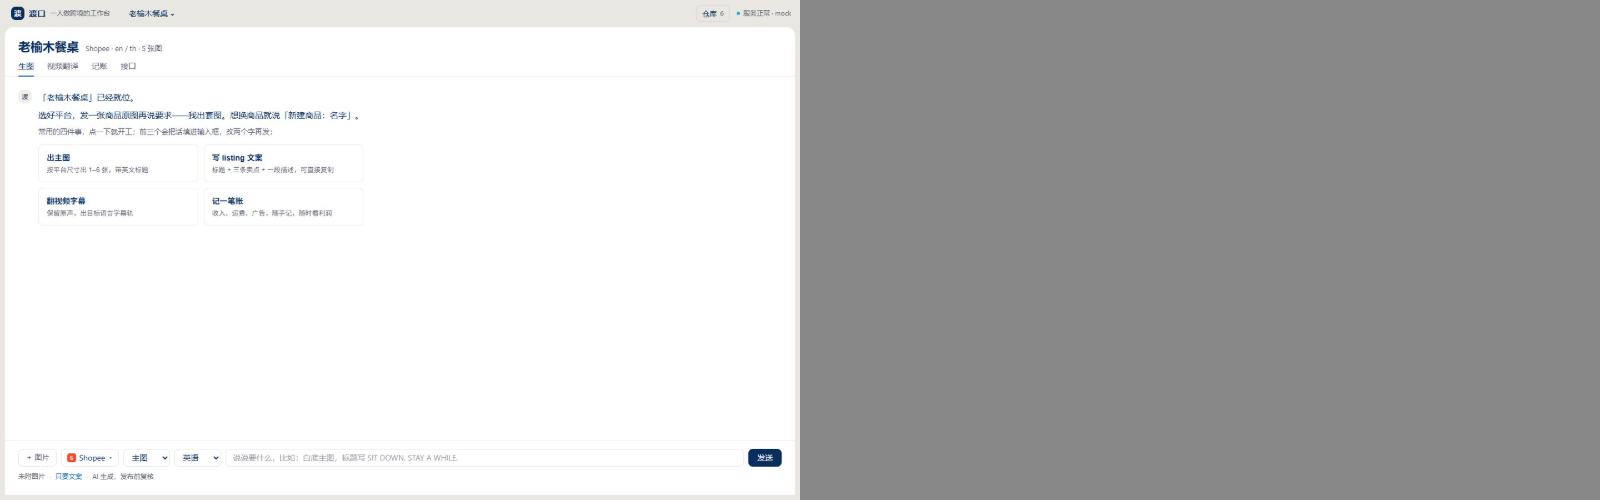 渡 渡口 一人做跨境的工作台 老榆木餐桌 仓库 6 服务正常 · mock
老榆木餐桌 Shopee · en / th · 5 张图
生图 视频翻译 记账 接口
渡 「老榆木餐桌」已经就位。
选好平台，发一张商品原图再说要求——我出套图。想换商品就说「新建商品：名字」。
常用的四件事，点一下就开工；前三个会把话填进输入框，改两个字再发：
出主图
按平台尺寸出 1–6 张，带英文标题
写 listing 文案
标题 + 三条卖点 + 一段描述，可直接复制
翻视频字幕
保留原声，出目标语言字幕轨
记一笔账
收入、运费、广告，随手记，随时看利润
+ 图片 S Shopee 主图 英语 说说要什么，比如：白底主图，标题写 SIT DOWN, STAY A WHILE. 发送
未附图片 · 只要文案 · AI 生成，发布前复核